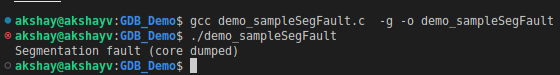 akshay@akshayv:GDB_Demo$ gcc demo_sampleSegFault.c  -g -o demo_sampleSegFault
akshay@akshayv:GDB_Demo$ ./demo_sampleSegFault
Segmentation fault (core dumped)
akshay@akshayv:GDB_Demo$